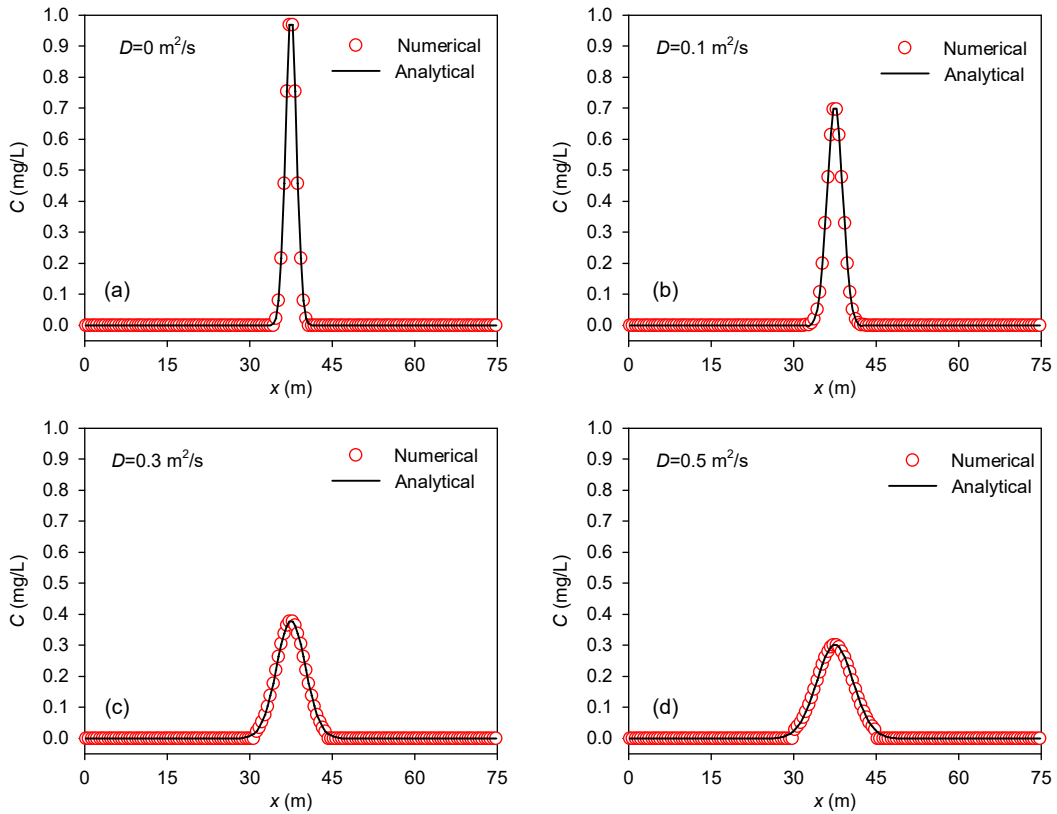 1.0
0.9
0.8
0.7
0.6
0.5
0.4
0.3
0.2
0.1
0.0
C (mg/L)
D=0 m²/s
Numerical
Analytical
(a)
0 15 30 45 60 75
x (m)
1.0
0.9
0.8
0.7
0.6
0.5
0.4
0.3
0.2
0.1
0.0
C (mg/L)
D=0.1 m²/s
Numerical
Analytical
(b)
0 15 30 45 60 75
x (m)
1.0
0.9
0.8
0.7
0.6
0.5
0.4
0.3
0.2
0.1
0.0
C (mg/L)
D=0.3 m²/s
Numerical
Analytical
(c)
0 15 30 45 60 75
x (m)
1.0
0.9
0.8
0.7
0.6
0.5
0.4
0.3
0.2
0.1
0.0
C (mg/L)
D=0.5 m²/s
Numerical
Analytical
(d)
0 15 30 45 60 75
x (m)